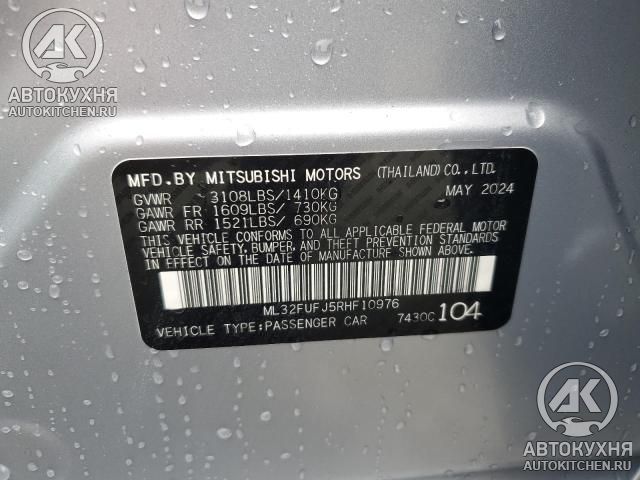 AK
АВТОКУХНЯ
AUTOKITCHEN.RU
MFD.BY MITSUBISHI MOTORS (THAILAND) CO., LTD.
MAY 2024
GVWR 3108LBS/1410KG
GAWR FR 1609LBS/ 730KG
GAWR RR 1521LBS/ 690KG
THIS VEHICLE CONFORMS TO ALL APPLICABLE FEDERAL MOTOR
VEHICLE SAFETY, BUMPER, AND THEFT PREVENTION STANDARDS
IN EFFECT ON THE DATE OF MANUFACTURE SHOWN ABOVE.
ML32FUFJ5RHF10976
VEHICLE TYPE:PASSENGER CAR 7430C 104
AK
АВТОКУХНЯ
AUTOKITCHEN.RU